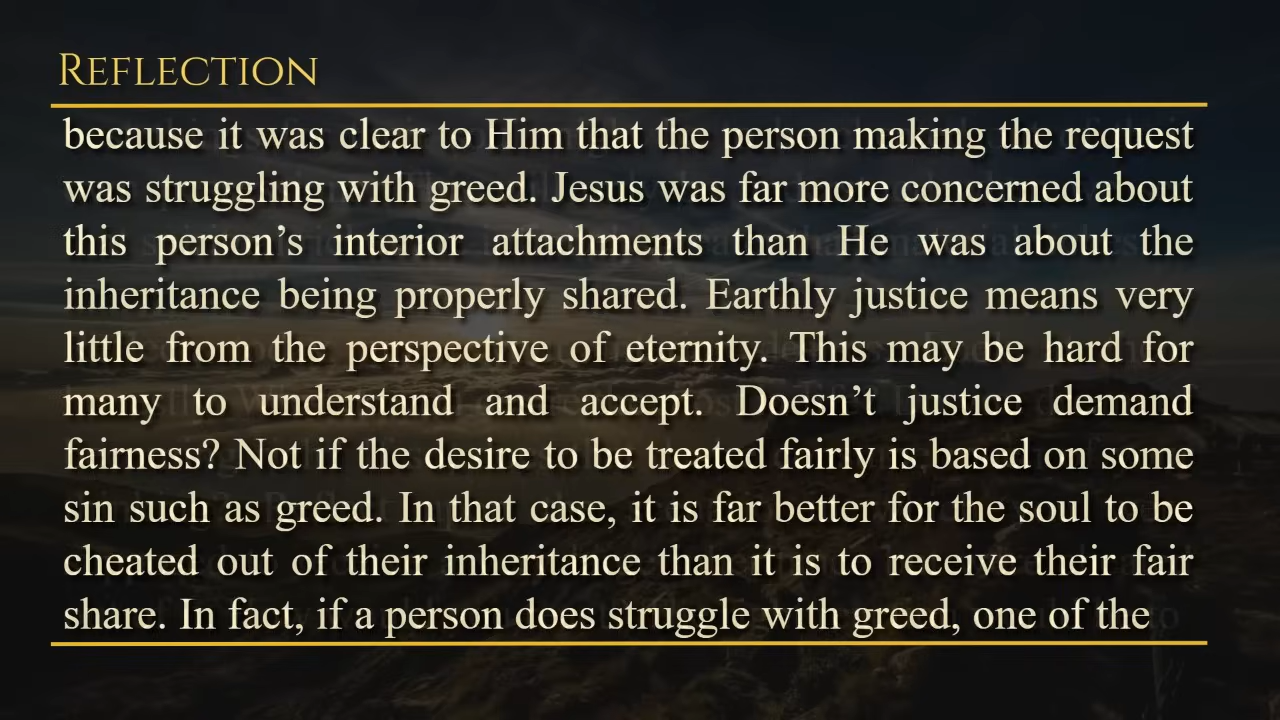 Reflection
because it was clear to Him that the person making the request
was struggling with greed. Jesus was far more concerned about
this person’s interior attachments than He was about the
inheritance being properly shared. Earthly justice means very
little from the perspective of eternity. This may be hard for
many to understand and accept. Doesn’t justice demand
fairness? Not if the desire to be treated fairly is based on some
sin such as greed. In that case, it is far better for the soul to be
cheated out of their inheritance than it is to receive their fair
share. In fact, if a person does struggle with greed, one of the